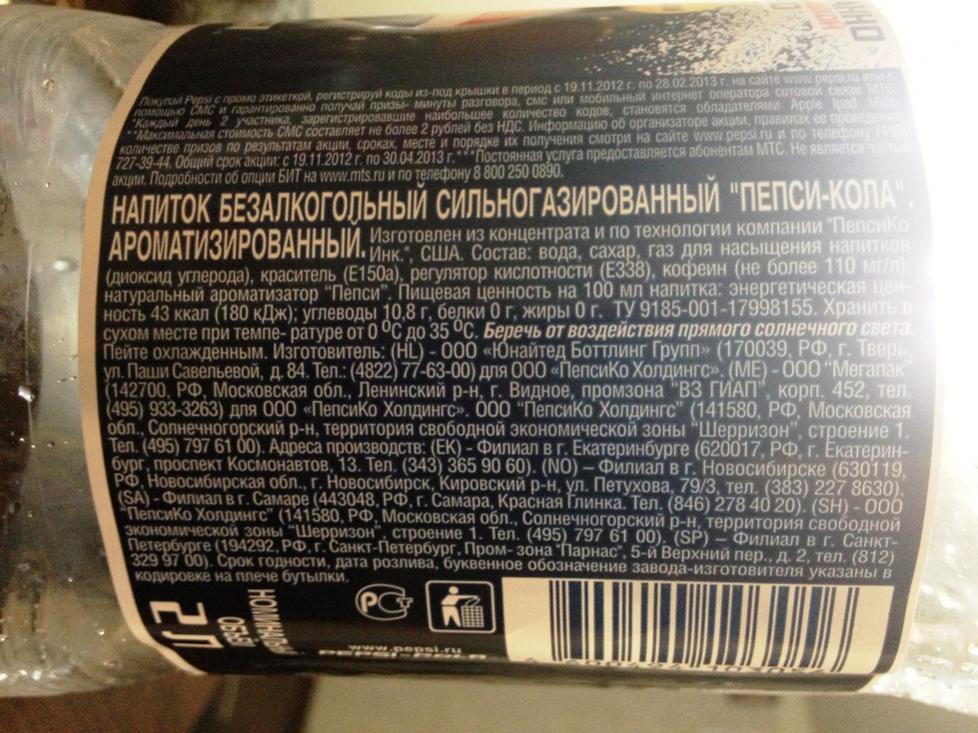 Покупай Pepsi с промо этикеткой, регистрируй коды из-под крышки в период с 19.11.2012 г. по 28.02.2013 г. на сайте www.pepsi.ru или с
помощью СМС и гарантированно получай призы- минуты разговора, смс или мобильный интернет оператора сотовой связи МТС.
*Каждый день 2 участника, зарегистрировавшие наибольшее количество кодов, становятся обладателями Apple Ipad 16Gb.
**Максимальная стоимость СМС составляет не более 2 рублей без НДС. Информацию об организаторе акции, правилах ее проведения,
количестве призов по результатам акции, сроках, месте и порядке их получения смотри на сайте www.pepsi.ru и по телефону (495)
727-39-44. Общий срок акции: с 19.11.2012 г. по 30.04.2013 г. ***Постоянная услуга предоставляется абонентам МТС. Не является частью
акции. Подробности об опции БИТ на www.mts.ru и по телефону 8 800 250 0890.
НАПИТОК БЕЗАЛКОГОЛЬНЫЙ СИЛЬНОГАЗИРОВАННЫЙ "ПЕПСИ-КОЛА".
АРОМАТИЗИРОВАННЫЙ. Изготовлен из концентрата и по технологии компании "ПепсиКо
Инк.", США. Состав: вода, сахар, газ для насыщения напитков
(диоксид углерода), краситель (Е150а), регулятор кислотности (Е338), кофеин (не более 110 мг/л),
натуральный ароматизатор "Пепси". Пищевая ценность на 100 мл напитка: энергетическая цен-
ность 43 ккал (180 кДж); углеводы 10,8 г, белки 0 г, жиры 0 г. ТУ 9185-001-17998155. Хранить в
сухом месте при темпе- ратуре от 0 °С до 35 °С. Беречь от воздействия прямого солнечного света.
Пейте охлажденным. Изготовитель: (HL) - ООО «Юнайтед Боттлинг Групп» (170039, РФ, г. Тверь,
ул. Паши Савельевой, д. 84. Тел.: (4822) 77-63-00) для ООО «ПепсиКо Холдингс». (ME) - ООО "Мегапак"
(142700, РФ, Московская обл., Ленинский р-н, г. Видное, промзона "ВЗ ГИАП", корп. 452, тел.
(495) 933-3263) для ООО «ПепсиКо Холдингс». ООО "ПепсиКо Холдингс" (141580, РФ, Московская
обл., Солнечногорский р-н, территория свободной экономической зоны "Шерризон", строение 1.
Тел. (495) 797 61 00). Адреса производств: (EK) - Филиал в г. Екатеринбурге (620017, РФ, г. Екатерин-
бург, проспект Космонавтов, 13. Тел. (343) 365 90 60). (NO) – Филиал в г. Новосибирске (630119,
РФ, Новосибирская обл., г. Новосибирск, Кировский р-н, ул. Петухова, 79/3, тел. (383) 227 8630).
(SA) - Филиал в г. Самаре (443048, РФ, г. Самара, Красная Глинка. Тел. (846) 278 40 20). (SH) - ООО
"ПепсиКо Холдингс" (141580, РФ, Московская обл., Солнечногорский р-н, территория свободной
экономической зоны "Шерризон", строение 1. Тел. (495) 797 61 00). (SP) – Филиал в г. Санкт-
Петербурге (194292, РФ, г. Санкт-Петербург, Пром- зона "Парнас", 5-й Верхний пер., д. 2, тел. (812)
329 97 00). Срок годности, дата розлива, буквенное обозначение завода-изготовителя указаны в
кодировке на плече бутылки.
ОБЪЕМ
2 Л
www.pepsi.ru
PEPSI-COLA